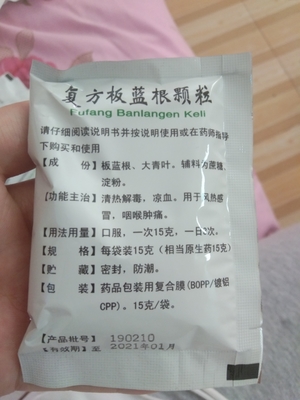 复方板蓝根颗粒
Fufang Banlangen Keli
请仔细阅读说明书并按说明使用或在药师指导
下购买和使用
【成　份】板蓝根、大青叶。辅料为蔗糖、
淀粉。
【功能主治】清热解毒，凉血。用于风热感
冒，咽喉肿痛。
【用法用量】口服，一次15克，一日3次。
【规　格】每袋装15克（相当原生药15克）
【贮　藏】密封，防潮。
【包　装】药品包装用复合膜(BOPP/镀铝
CPP)。15克/袋。
【产品批号】190210
【有效期】至 2021年01月